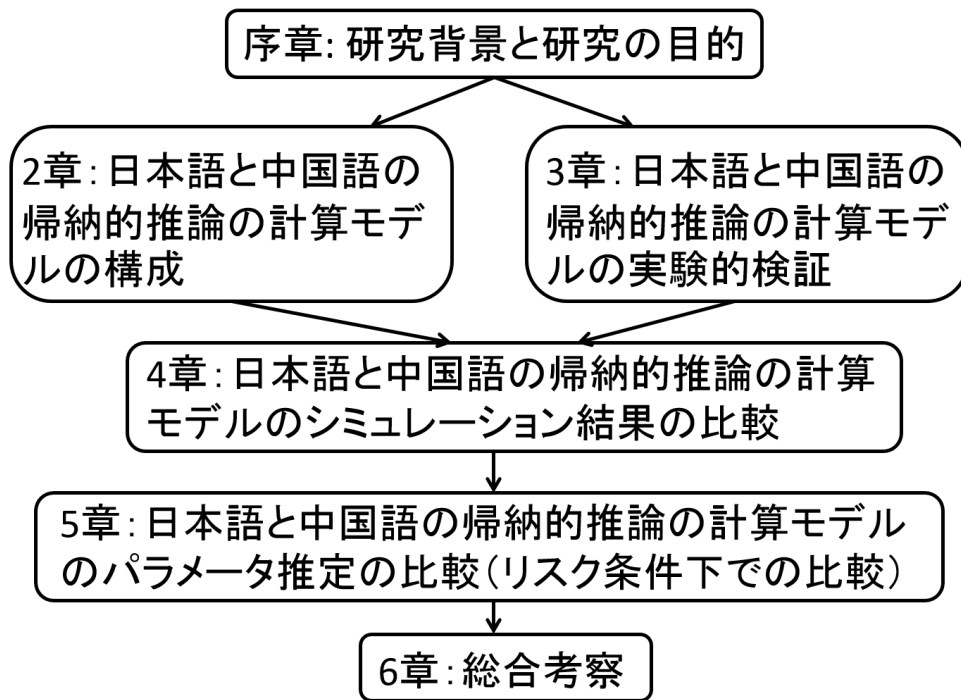 序章: 研究背景と研究の目的
2章：日本語と中国語の
帰納的推論の計算モデ
ルの構成
3章：日本語と中国語の
帰納的推論の計算モデ
ルの実験的検証
4章：日本語と中国語の帰納的推論の計算
モデルのシミュレーション結果の比較
5章：日本語と中国語の帰納的推論の計算モデル
のパラメータ推定の比較（リスク条件下での比較）
6章：総合考察